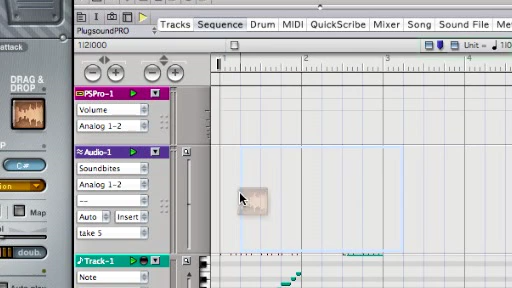 attack
DRAG &
DROP
C#
Map
doub.
PlugsoundPRO
Tracks Sequence Drum MIDI QuickScribe Mixer Song Sound File
1|2|000
Unit =
1 2 3 4
PSPro-1
Volume
Analog 1-2
Audio-1
Soundbites
Analog 1-2
--
Auto Insert
take 5
Track-1
Note